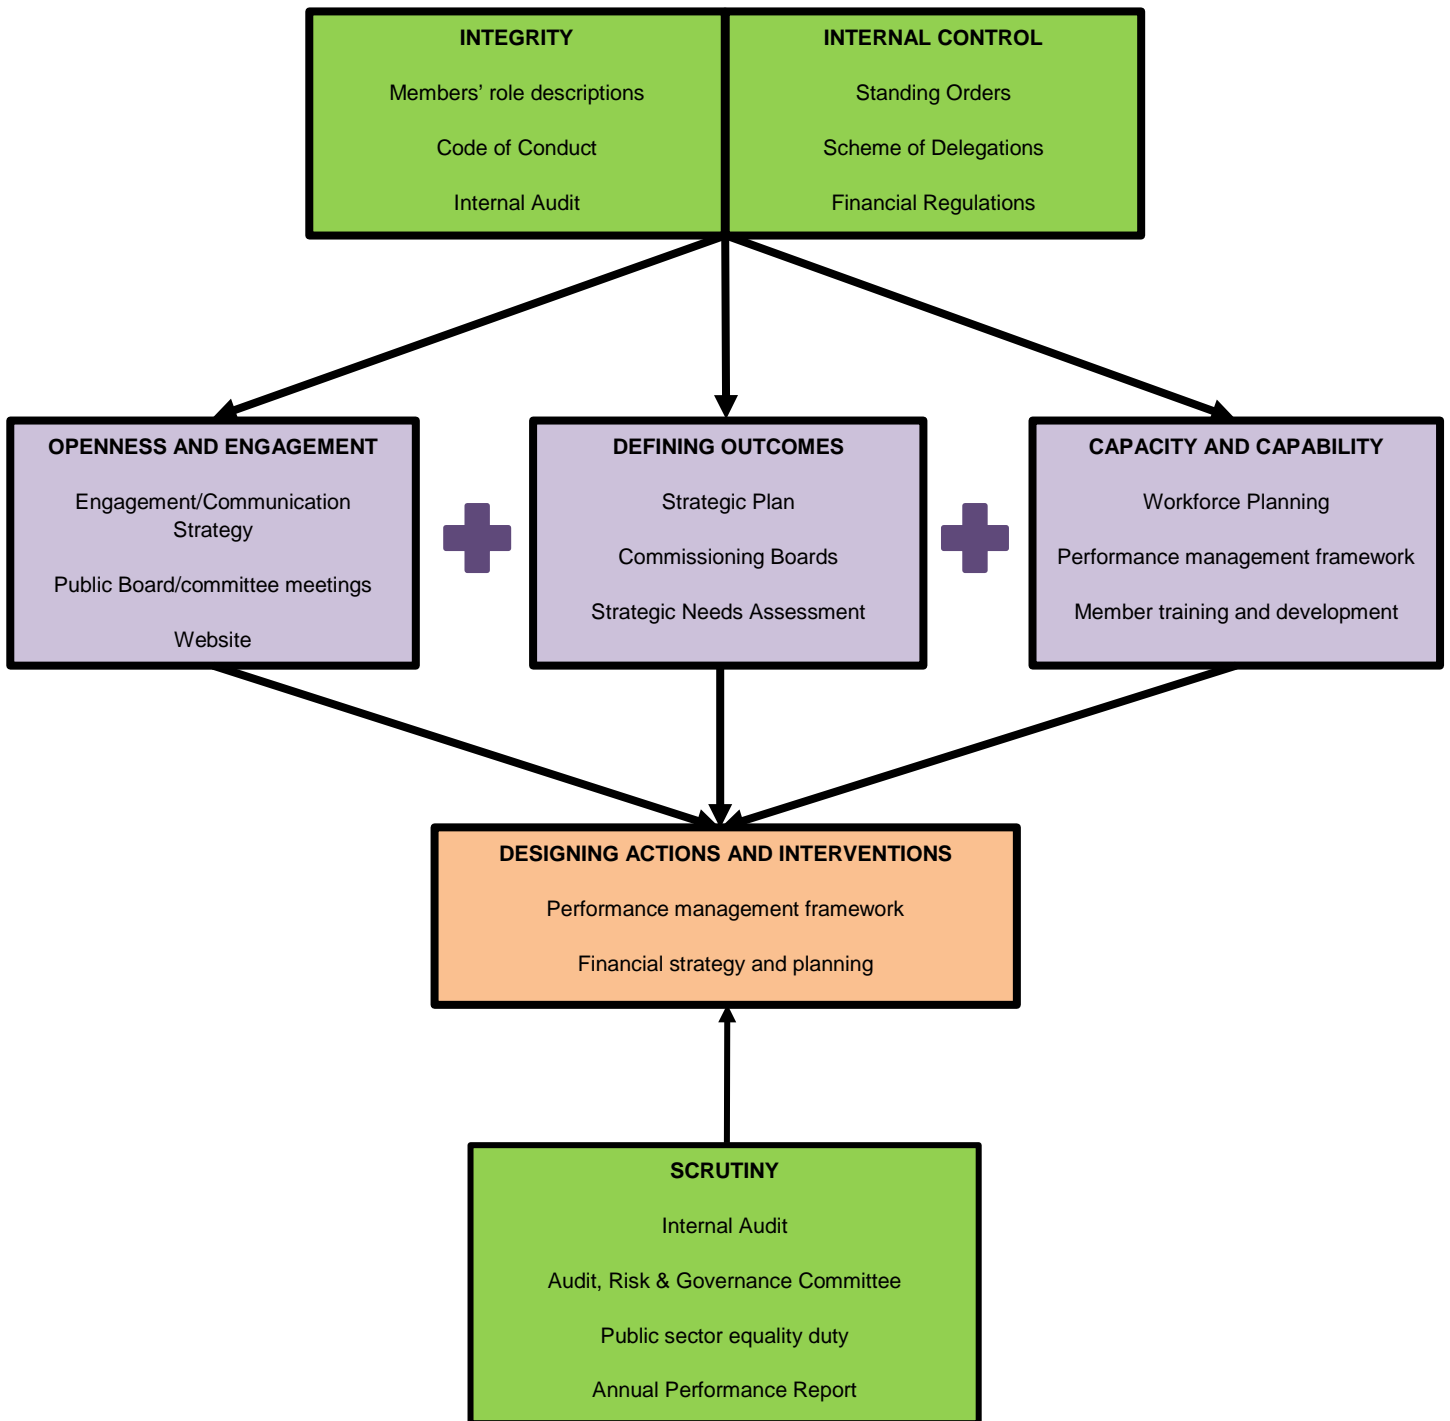 INTEGRITY
Members’ role descriptions
Code of Conduct
Internal Audit
INTERNAL CONTROL
Standing Orders
Scheme of Delegations
Financial Regulations
OPENNESS AND ENGAGEMENT
Engagement/Communication
Strategy
Public Board/committee meetings
Website
DEFINING OUTCOMES
Strategic Plan
Commissioning Boards
Strategic Needs Assessment
CAPACITY AND CAPABILITY
Workforce Planning
Performance management framework
Member training and development
DESIGNING ACTIONS AND INTERVENTIONS
Performance management framework
Financial strategy and planning
SCRUTINY
Internal Audit
Audit, Risk & Governance Committee
Public sector equality duty
Annual Performance Report